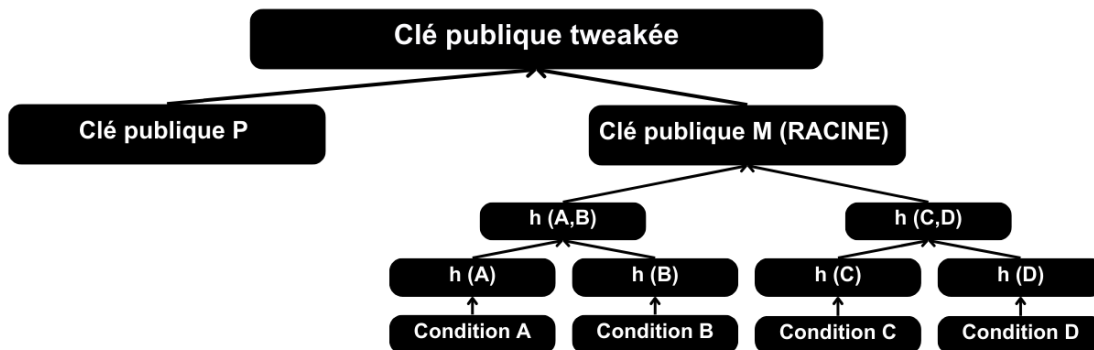 Clé publique tweakée
Clé publique P
Clé publique M (RACINE)
h (A,B)
h (C,D)
h (A)
h (B)
h (C)
h (D)
Condition A
Condition B
Condition C
Condition D